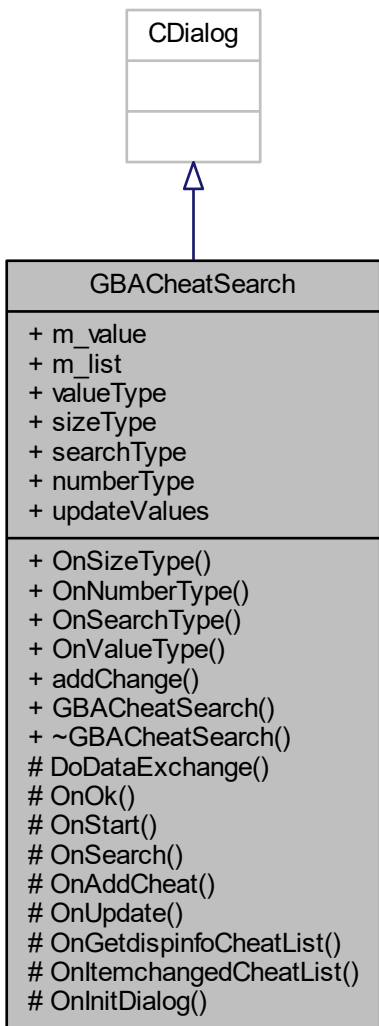 CDialog
GBACheatSearch
+ m_value
+ m_list
+ valueType
+ sizeType
+ searchType
+ numberType
+ updateValues
+ OnSizeType()
+ OnNumberType()
+ OnSearchType()
+ OnValueType()
+ addChange()
+ GBACheatSearch()
+ ~GBACheatSearch()
# DoDataExchange()
# OnOk()
# OnStart()
# OnSearch()
# OnAddCheat()
# OnUpdate()
# OnGetdispinfoCheatList()
# OnItemchangedCheatList()
# OnInitDialog()